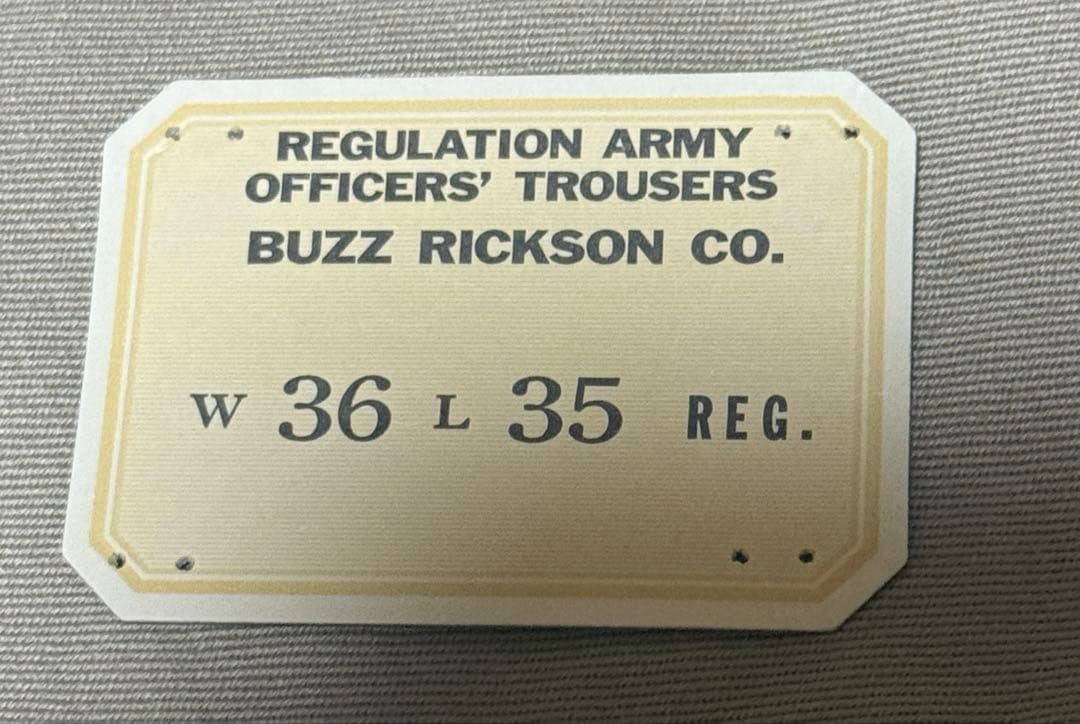 REGULATION ARMY
OFFICERS’ TROUSERS
BUZZ RICKSON CO.
W 36 L 35 REG.